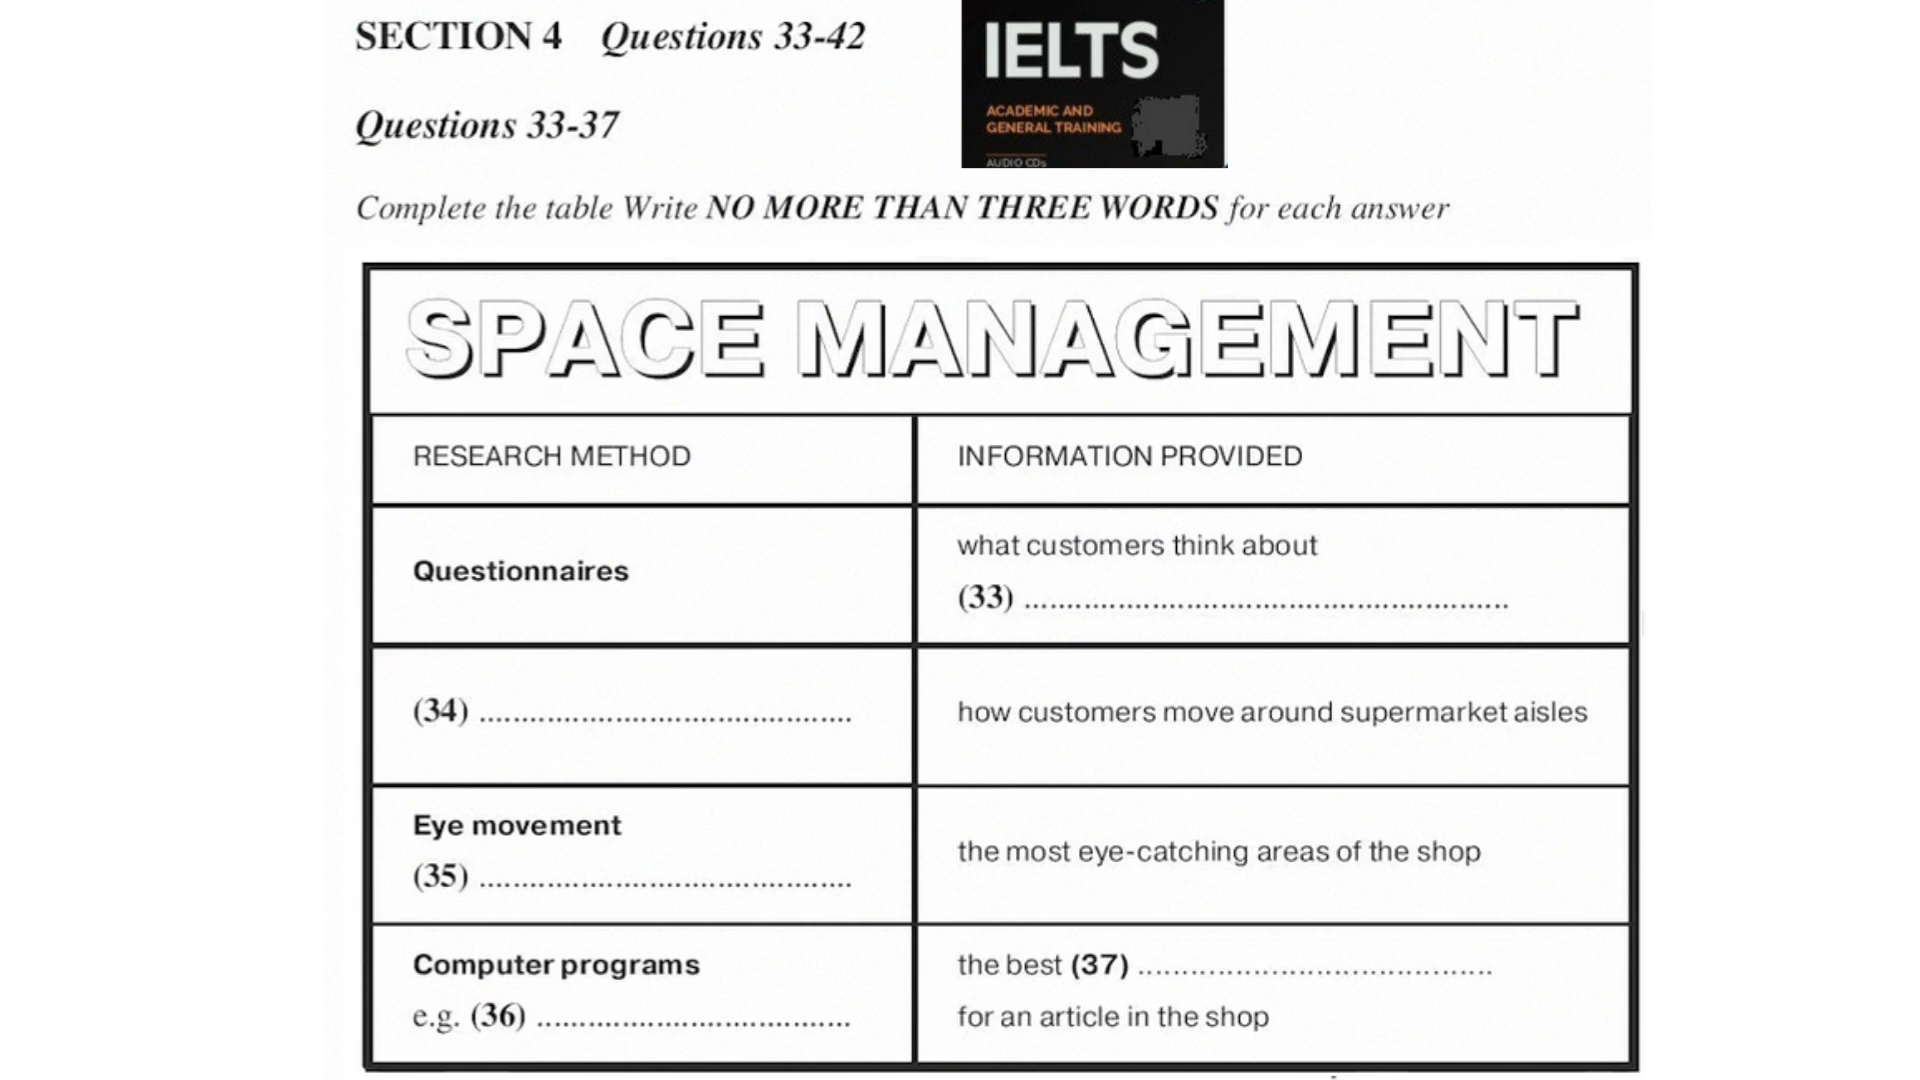 SECTION 4 Questions 33-42
IELTS
ACADEMIC AND
GENERAL TRAINING
AUDIO CDs
Questions 33-37
Complete the table Write NO MORE THAN THREE WORDS for each answer
SPACE MANAGEMENT
RESEARCH METHOD
INFORMATION PROVIDED
Questionnaires
what customers think about
(33) ................................................
(34) ................................................
how customers move around supermarket aisles
Eye movement
(35) ................................................
the most eye-catching areas of the shop
Computer programs
e.g. (36) ................................................
the best (37) ................................................
for an article in the shop